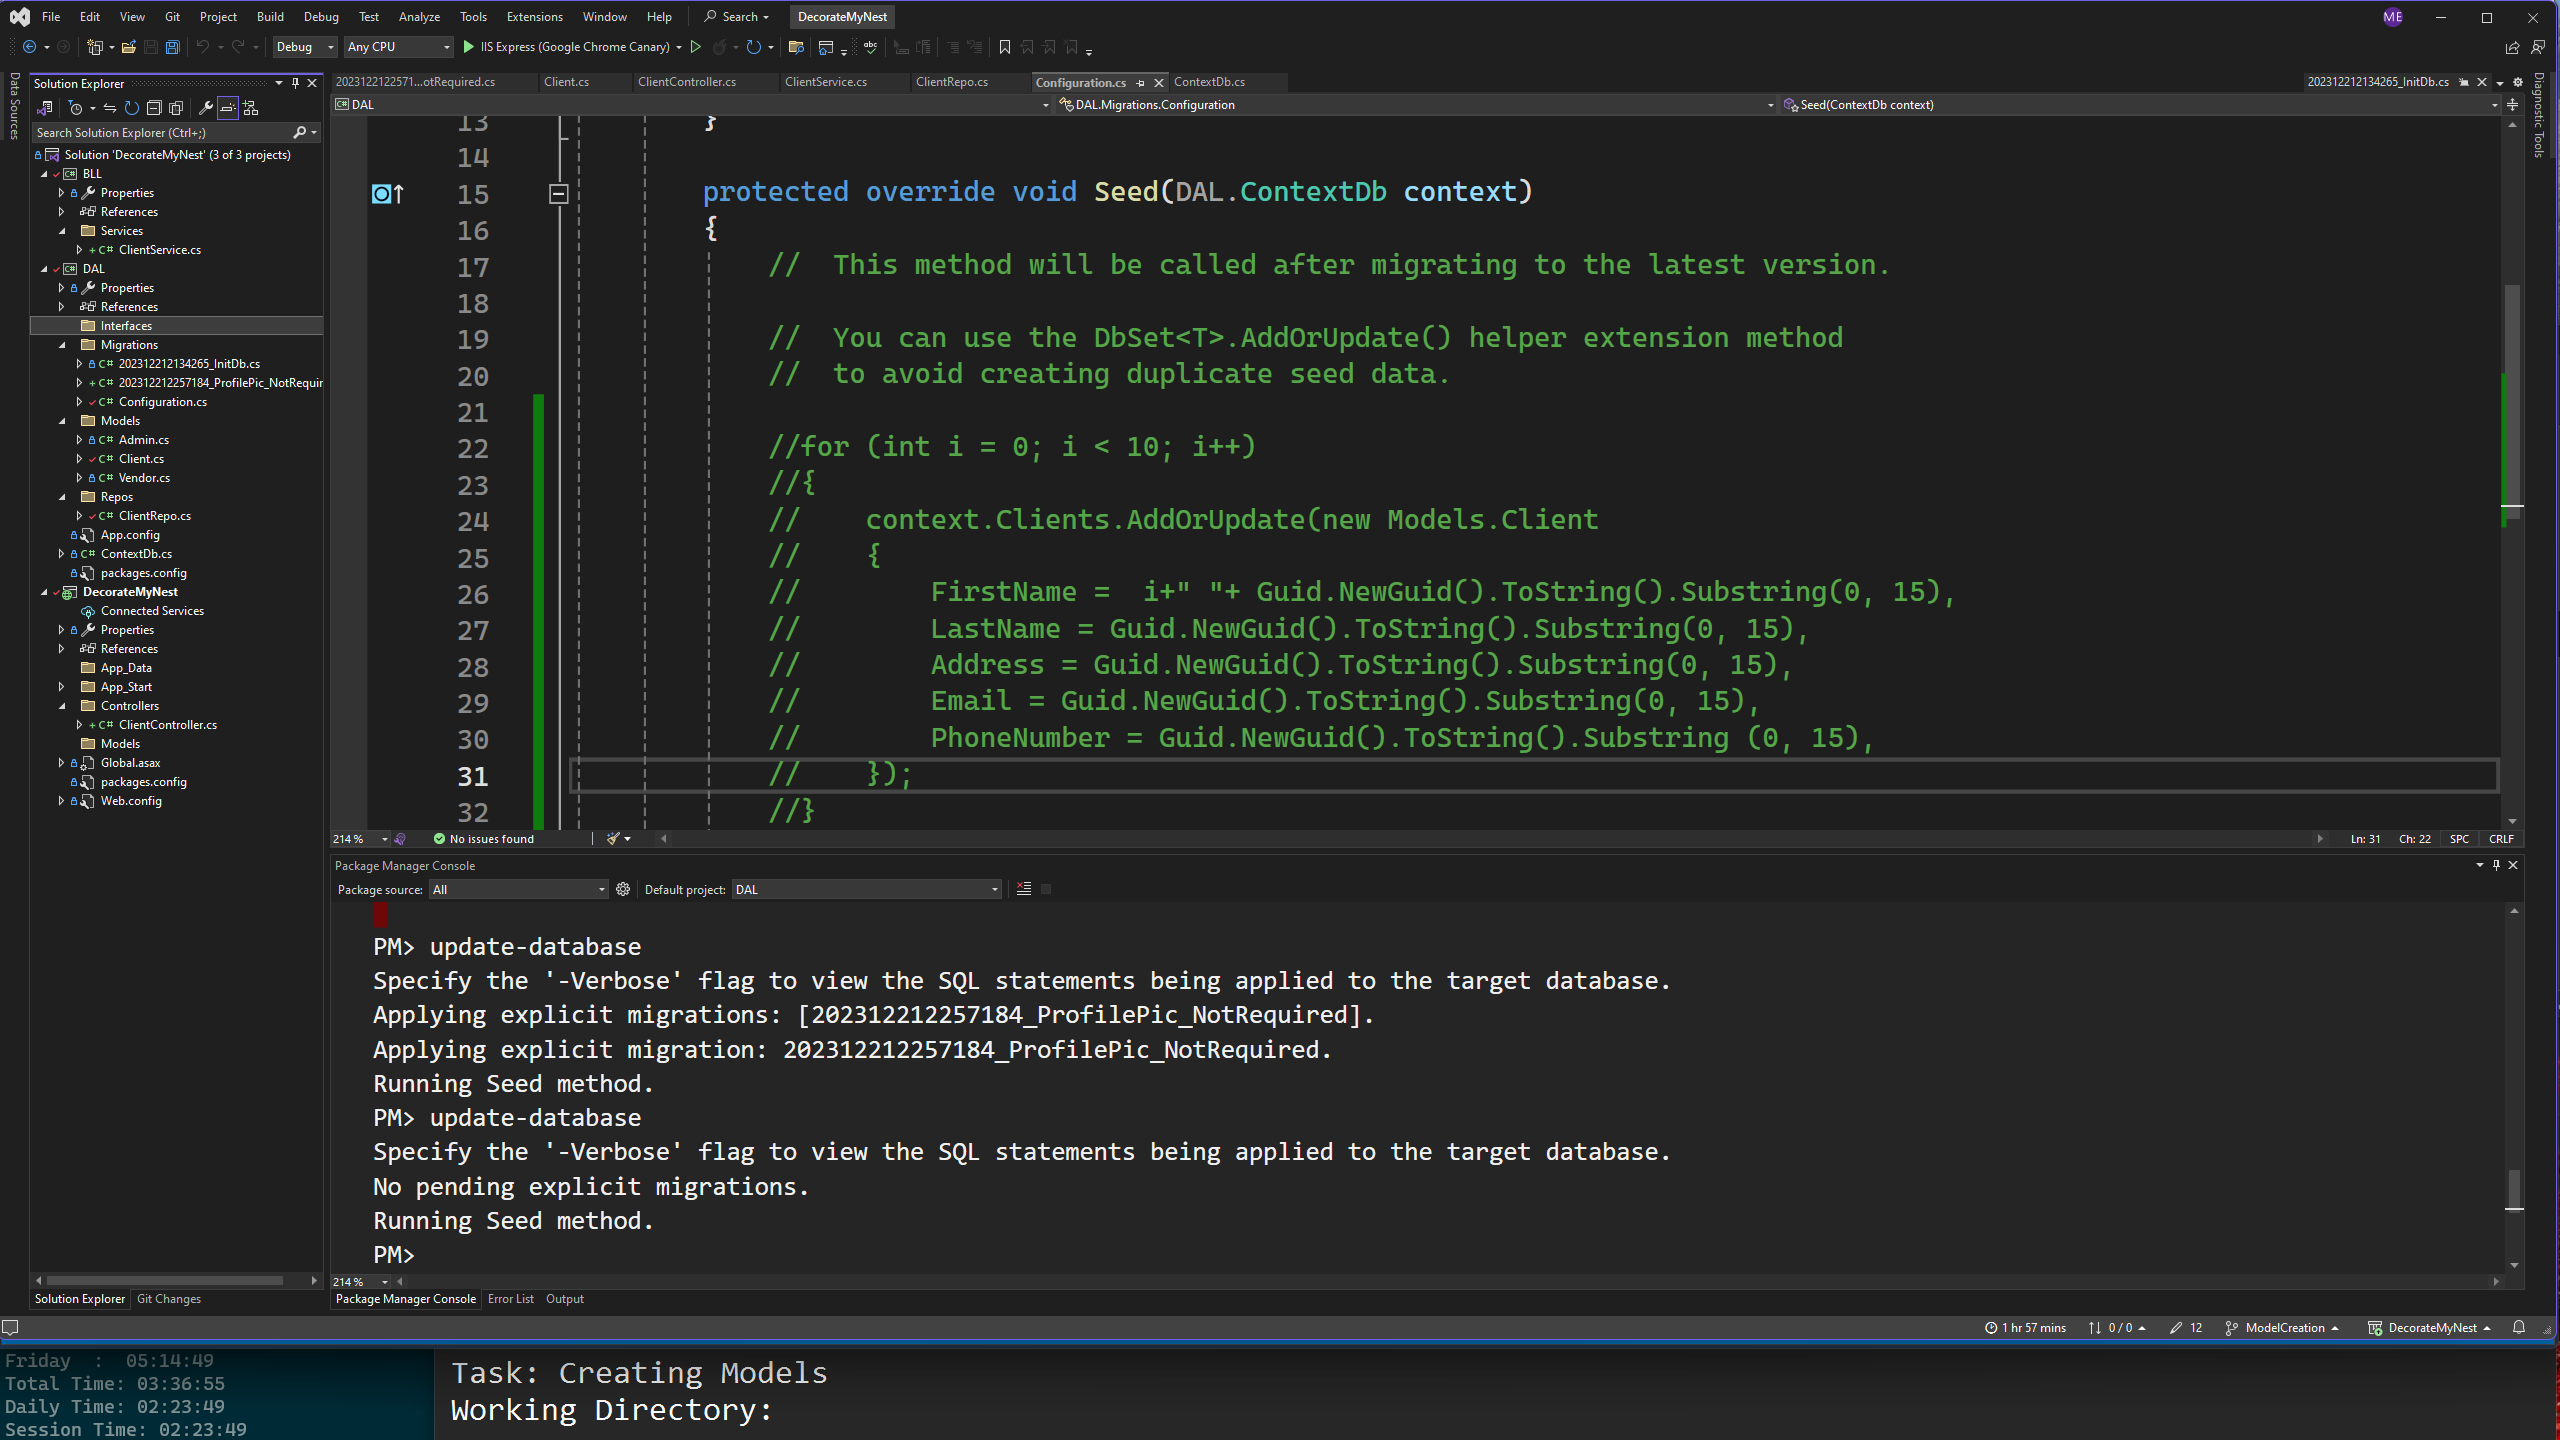 File Edit View Git Project Build Debug Test Analyze Tools Extensions Window Help Search DecorateMyNest ME
Debug Any CPU IIS Express (Google Chrome Canary)
Data Sources
Solution Explorer
Search Solution Explorer (Ctrl+;)
Solution 'DecorateMyNest' (3 of 3 projects)
BLL
Properties
References
Services
C# ClientService.cs
DAL
Properties
References
Interfaces
Migrations
C# 202312212134265_InitDb.cs
C# 202312212257184_ProfilePic_NotRequir
C# Configuration.cs
Models
C# Admin.cs
C# Client.cs
C# Vendor.cs
Repos
C# ClientRepo.cs
App.config
C# ContextDb.cs
packages.config
DecorateMyNest
Connected Services
Properties
References
App_Data
App_Start
Controllers
C# ClientController.cs
Models
Global.asax
packages.config
Web.config
Solution Explorer Git Changes
2023122122571...otRequired.cs Client.cs ClientController.cs ClientService.cs ClientRepo.cs Configuration.cs ContextDb.cs 202312212134265_InitDb.cs
DAL DAL.Migrations.Configuration Seed(ContextDb context)
Diagnostic Tools
13 }
14
15 protected override void Seed(DAL.ContextDb context)
16 {
17 //  This method will be called after migrating to the latest version.
18
19 //  You can use the DbSet<T>.AddOrUpdate() helper extension method
20 //  to avoid creating duplicate seed data.
21
22 //for (int i = 0; i < 10; i++)
23 //{
24 //    context.Clients.AddOrUpdate(new Models.Client
25 //    {
26 //        FirstName =  i+" "+ Guid.NewGuid().ToString().Substring(0, 15),
27 //        LastName = Guid.NewGuid().ToString().Substring(0, 15),
28 //        Address = Guid.NewGuid().ToString().Substring(0, 15),
29 //        Email = Guid.NewGuid().ToString().Substring(0, 15),
30 //        PhoneNumber = Guid.NewGuid().ToString().Substring (0, 15),
31 //    });
32 //}
214 % No issues found Ln: 31 Ch: 22 SPC CRLF
Package Manager Console
Package source: All Default project: DAL
PM> update-database
Specify the '-Verbose' flag to view the SQL statements being applied to the target database.
Applying explicit migrations: [202312212257184_ProfilePic_NotRequired].
Applying explicit migration: 202312212257184_ProfilePic_NotRequired.
Running Seed method.
PM> update-database
Specify the '-Verbose' flag to view the SQL statements being applied to the target database.
No pending explicit migrations.
Running Seed method.
PM>
214 %
Package Manager Console Error List Output
1 hr 57 mins 0 / 0 12 ModelCreation DecorateMyNest
Friday  :  05:14:49
Total Time: 03:36:55
Daily Time: 02:23:49
Session Time: 02:23:49
Task: Creating Models
Working Directory: